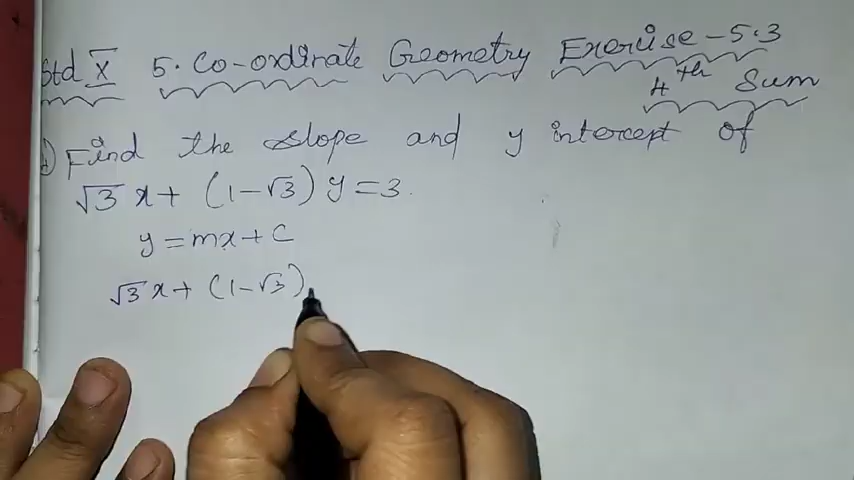 Std X 5. Co-ordinate Geometry Exercise - 5.3
4th Sum
4) Find the slope and y intercept of
√3 x + (1-√3) y = 3.
y = mx + c
√3 x + (1-√3)